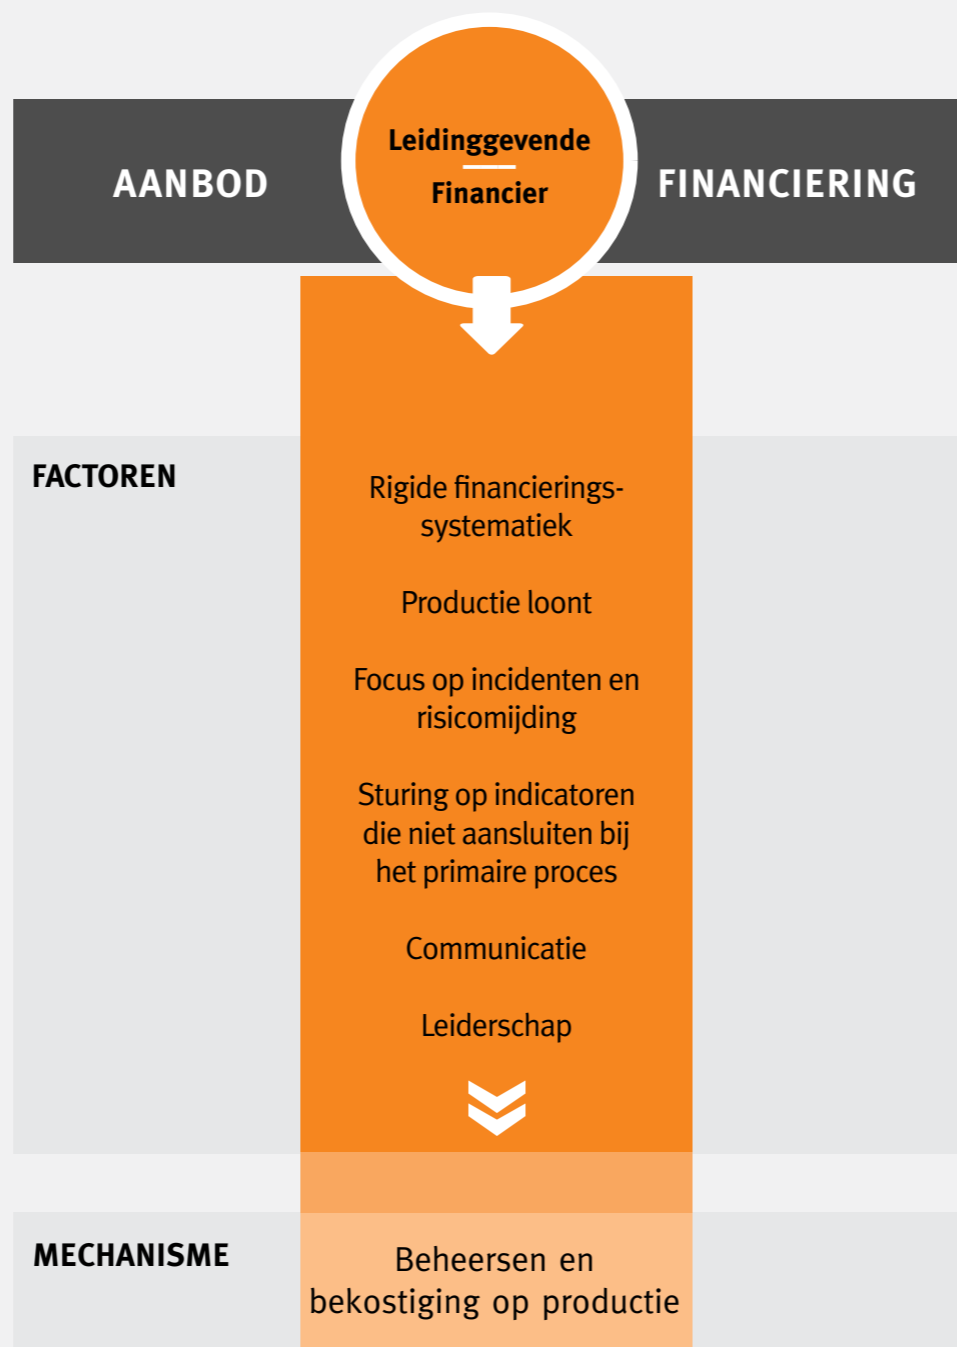 AANBOD
Leidinggevende
Financier
FINANCIERING
FACTOREN
Rigide financierings-
systematiek
Productie loont
Focus op incidenten en
risicomijding
Sturing op indicatoren
die niet aansluiten bij
het primaire proces
Communicatie
Leiderschap
MECHANISME
Beheersen en
bekostiging op productie